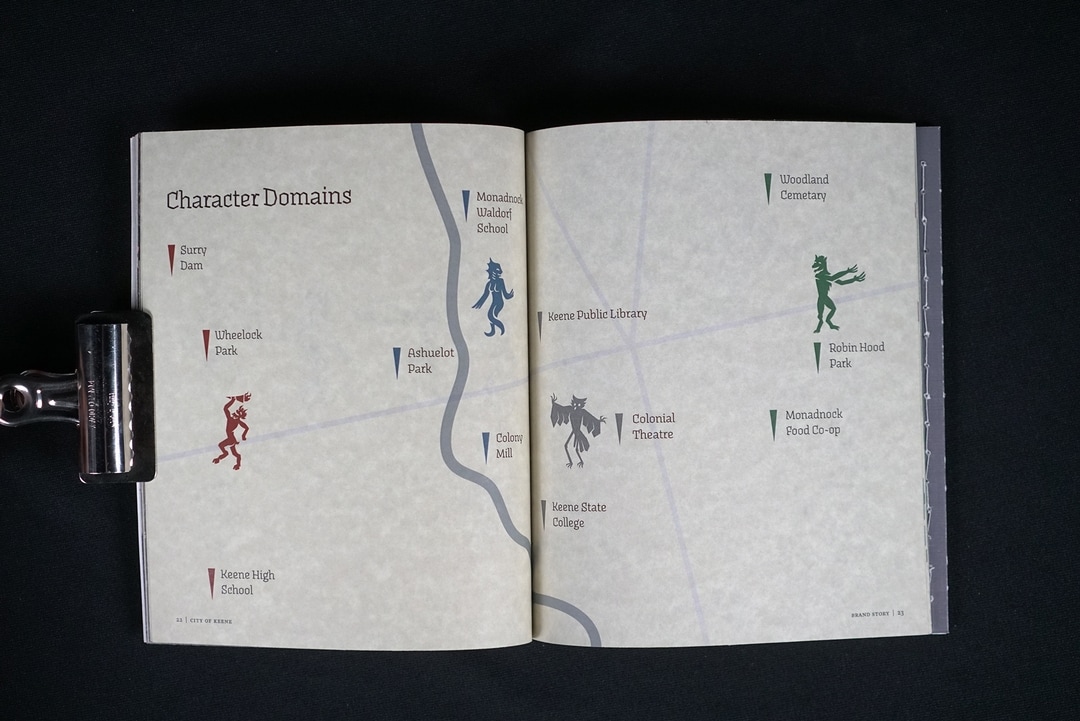 Character Domains
Surry
Dam
Wheelock
Park
Keene High
School
Monadnock
Waldorf
School
Ashuelot
Park
Colony
Mill
22 | CITY OF KEENE
Woodland
Cemetary
Keene Public Library
Robin Hood
Park
Colonial
Theatre
Monadnock
Food Co-op
Keene State
College
BRAND STORY | 23